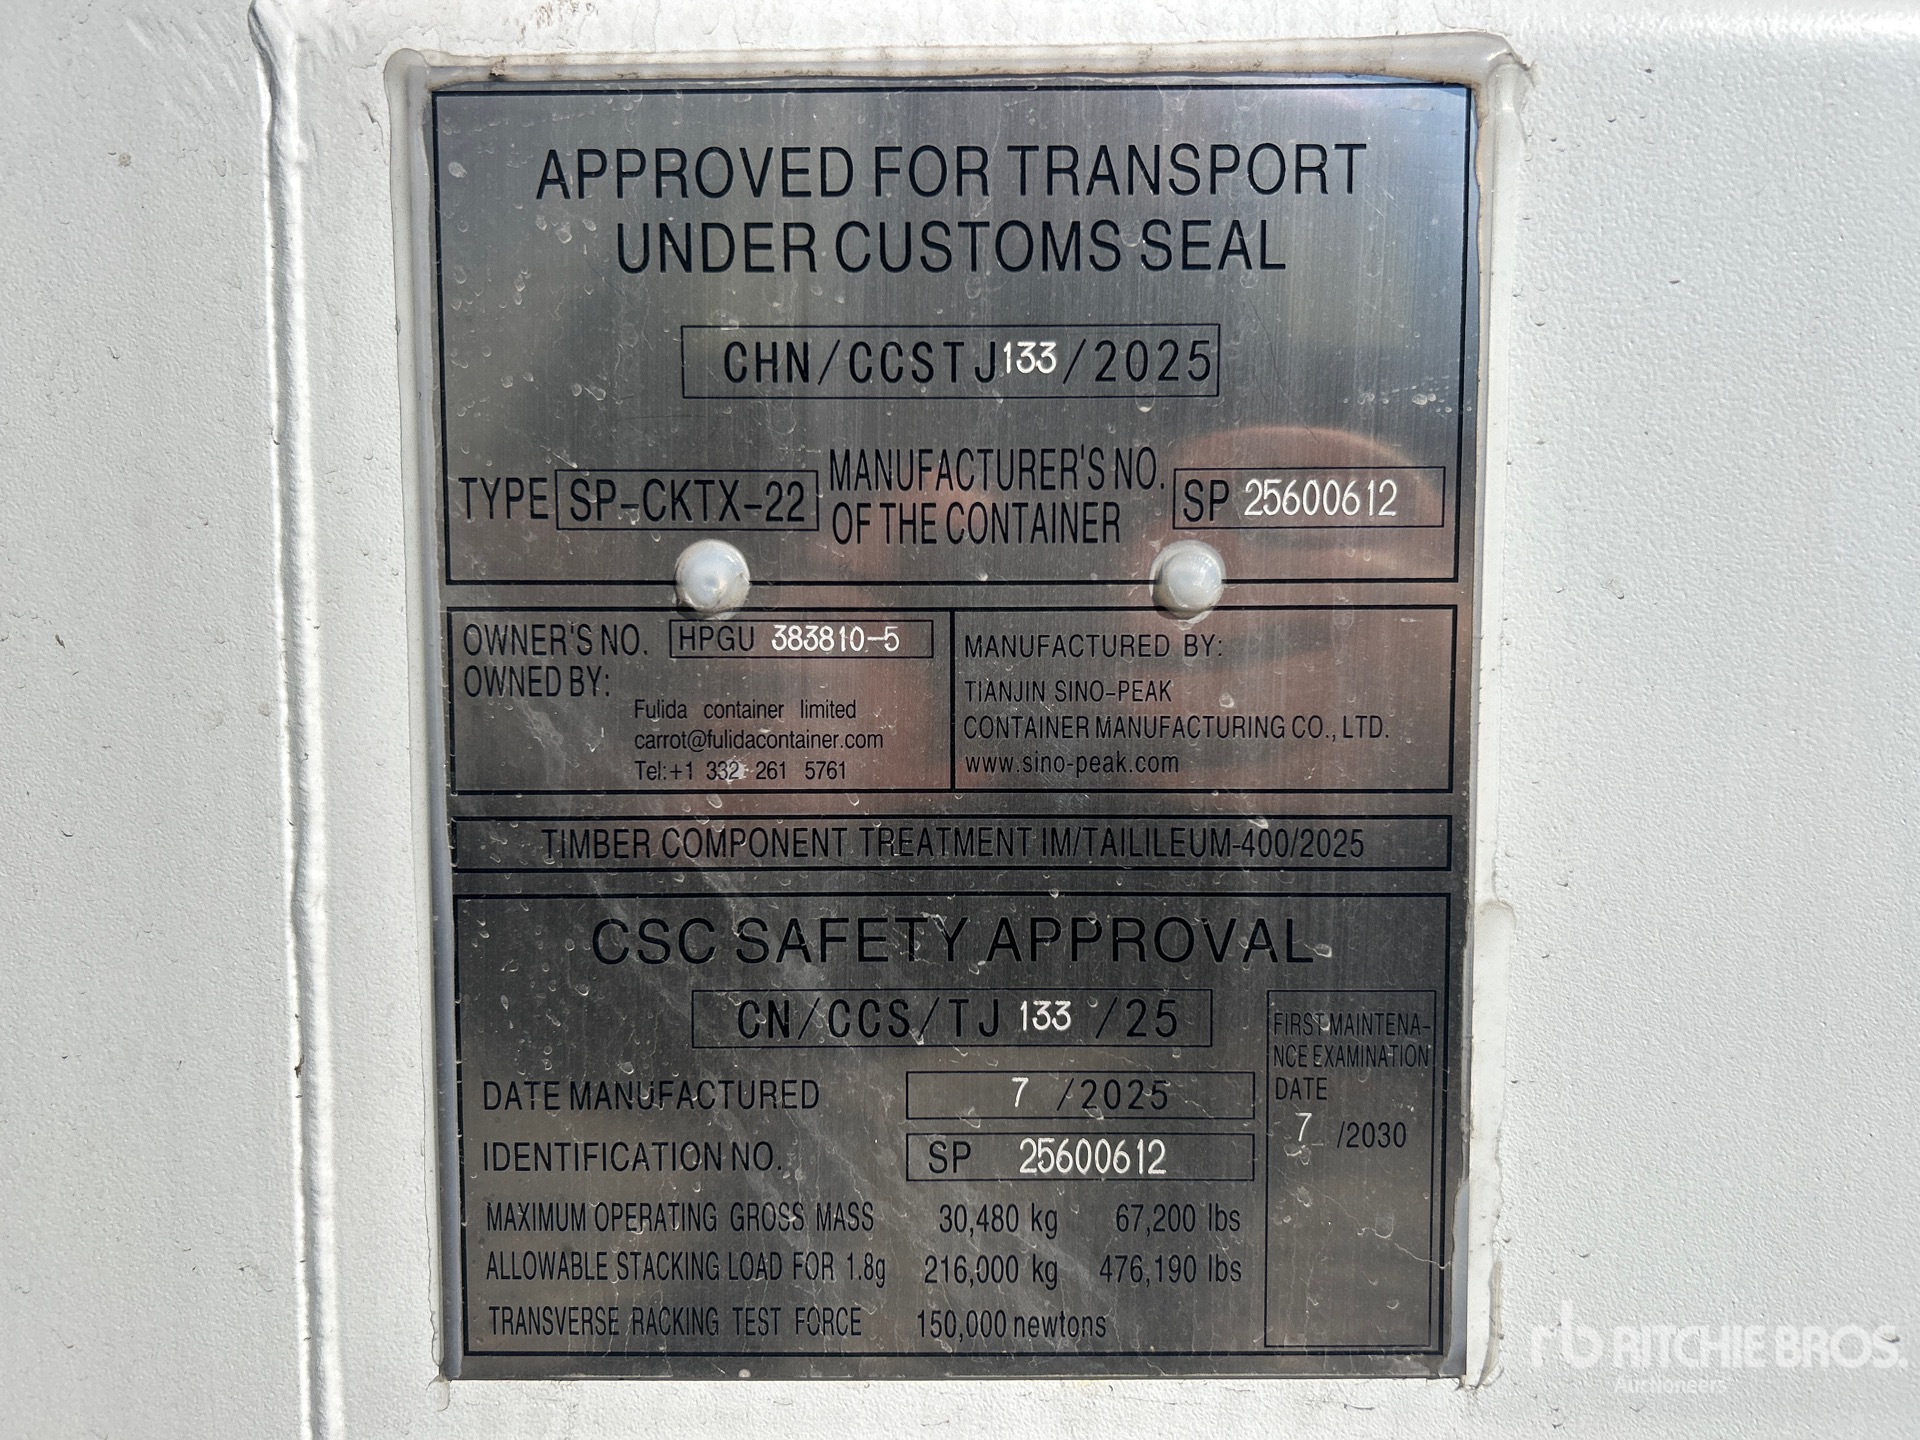 APPROVED FOR TRANSPORT
UNDER CUSTOMS SEAL
CHN/CCSTJ133/2025
TYPE SP-CKTX-22 MANUFACTURER'S NO. OF THE CONTAINER SP 25600612
OWNER'S NO. HPGU 383810-5
OWNED BY:
Fulida container limited
carrot@fulidacontainer.com
Tel:+1 332 261 5761
MANUFACTURED BY:
TIANJIN SINO-PEAK
CONTAINER MANUFACTURING CO., LTD.
www.sino-peak.com
TIMBER COMPONENT TREATMENT IM/TAILILEUM-400/2025
CSC SAFETY APPROVAL
CN/CCS/TJ 133 /25
DATE MANUFACTURED 7 /2025
IDENTIFICATION NO. SP 25600612
MAXIMUM OPERATING GROSS MASS 30,480 kg 67,200 lbs
ALLOWABLE STACKING LOAD FOR 1.8g 216,000 kg 476,190 lbs
TRANSVERSE RACKING TEST FORCE 150,000 newtons
FIRST MAINTENA-
NCE EXAMINATION
DATE
7 /2030
rb RITCHIE BROS.
Auctioneers